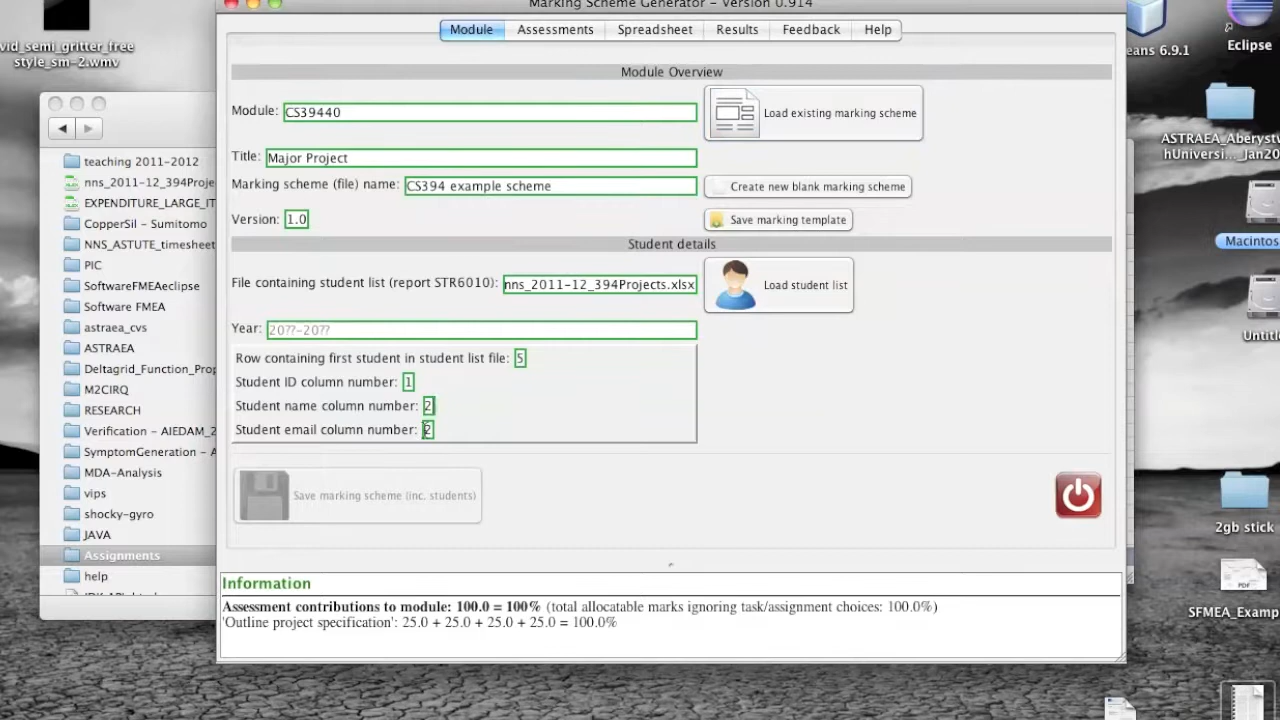 Marking Scheme Generator - Version 0.914
Module Assessments Spreadsheet Results Feedback Help
Module Overview
Module: CS39440
Load existing marking scheme
Title: Major Project
Marking scheme (file) name: CS394 example scheme
Create new blank marking scheme
Version: 1.0
Save marking template
Student details
File containing student list (report STR6010): nns_2011-12_394Projects.xlsx
Load student list
Year: 20??-20??
Row containing first student in student list file: 5
Student ID column number: 1
Student name column number: 2
Student email column number: 2
Save marking scheme (inc. students)
Information
Assessment contributions to module: 100.0 = 100% (total allocatable marks ignoring task/assignment choices: 100.0%)
'Outline project specification': 25.0 + 25.0 + 25.0 + 25.0 = 100.0%
vid_semi_gritter_free
style_sm-2.wmv
teaching 2011-2012
nns_2011-12_394Proje
EXPENDITURE_LARGE_IT
CopperSil - Sumitomo
NNS_ASTUTE_timesheet
PIC
SoftwareFMEAeclipse
Software FMEA
astraea_cvs
ASTRAEA
Deltagrid_Function_Pro
M2CIRQ
RESEARCH
Verification - AIEDAM_2
SymptomGeneration - A
MDA-Analysis
vips
shocky-gyro
JAVA
Assignments
help
eans 6.9.1
Eclipse
ASTRAEA_Aberystv
hUniversi..._Jan20
Macintos
Untitle
2gb stick
PDF
SFMEA_Examp